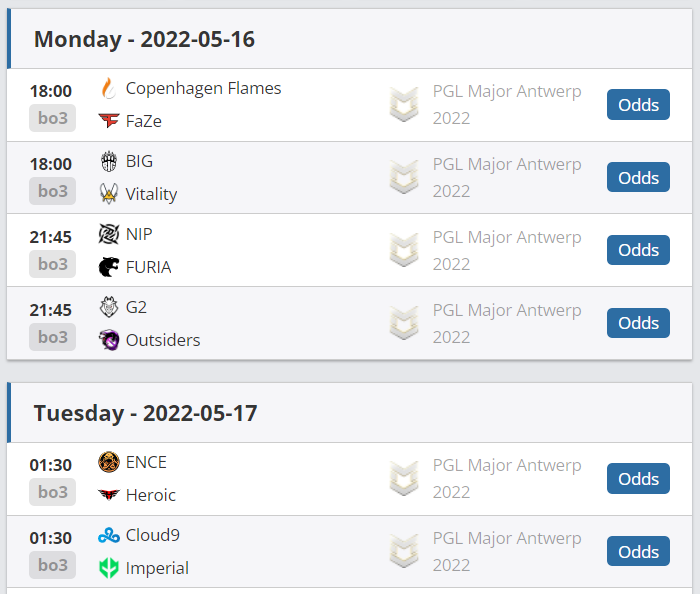 Monday - 2022-05-16
18:00
Copenhagen Flames
PGL Major Antwerp
2022
Odds
bo3
FaZe
18:00
BIG
PGL Major Antwerp
2022
Odds
bo3
Vitality
21:45
NIP
PGL Major Antwerp
2022
Odds
bo3
FURIA
21:45
G2
PGL Major Antwerp
2022
Odds
bo3
Outsiders
Tuesday - 2022-05-17
01:30
ENCE
PGL Major Antwerp
2022
Odds
bo3
Heroic
01:30
Cloud9
PGL Major Antwerp
2022
Odds
bo3
Imperial